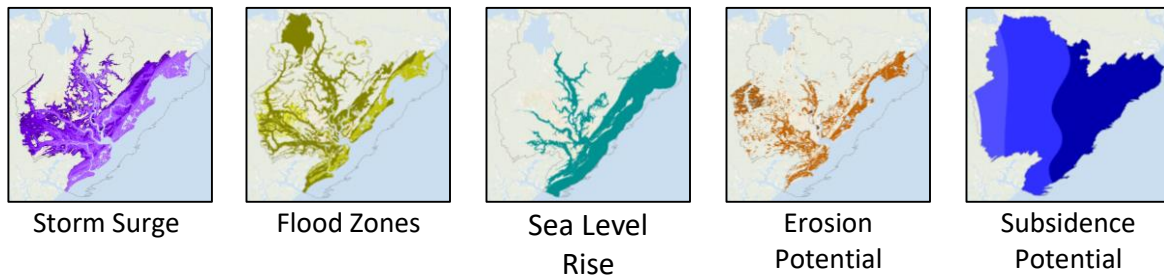 Storm Surge
Flood Zones
Sea Level
Rise
Erosion
Potential
Subsidence
Potential